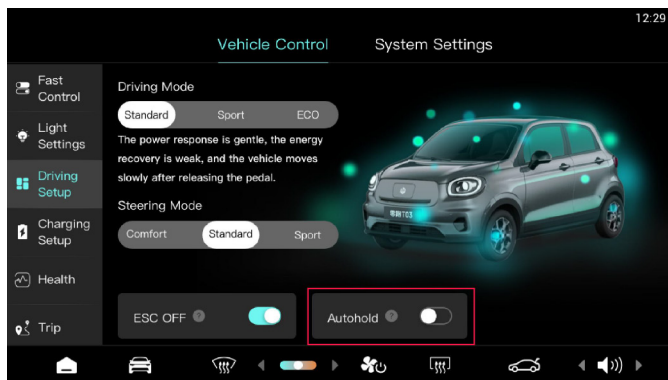 12:29
Vehicle Control
System Settings
Fast
Control
Light
Settings
Driving
Setup
Charging
Setup
Health
Trip
Driving Mode
Standard
Sport
ECO
The power response is gentle, the energy
recovery is weak, and the vehicle moves
slowly after releasing the pedal.
Steering Mode
Comfort
Standard
Sport
ESC OFF ?
Autohold ?